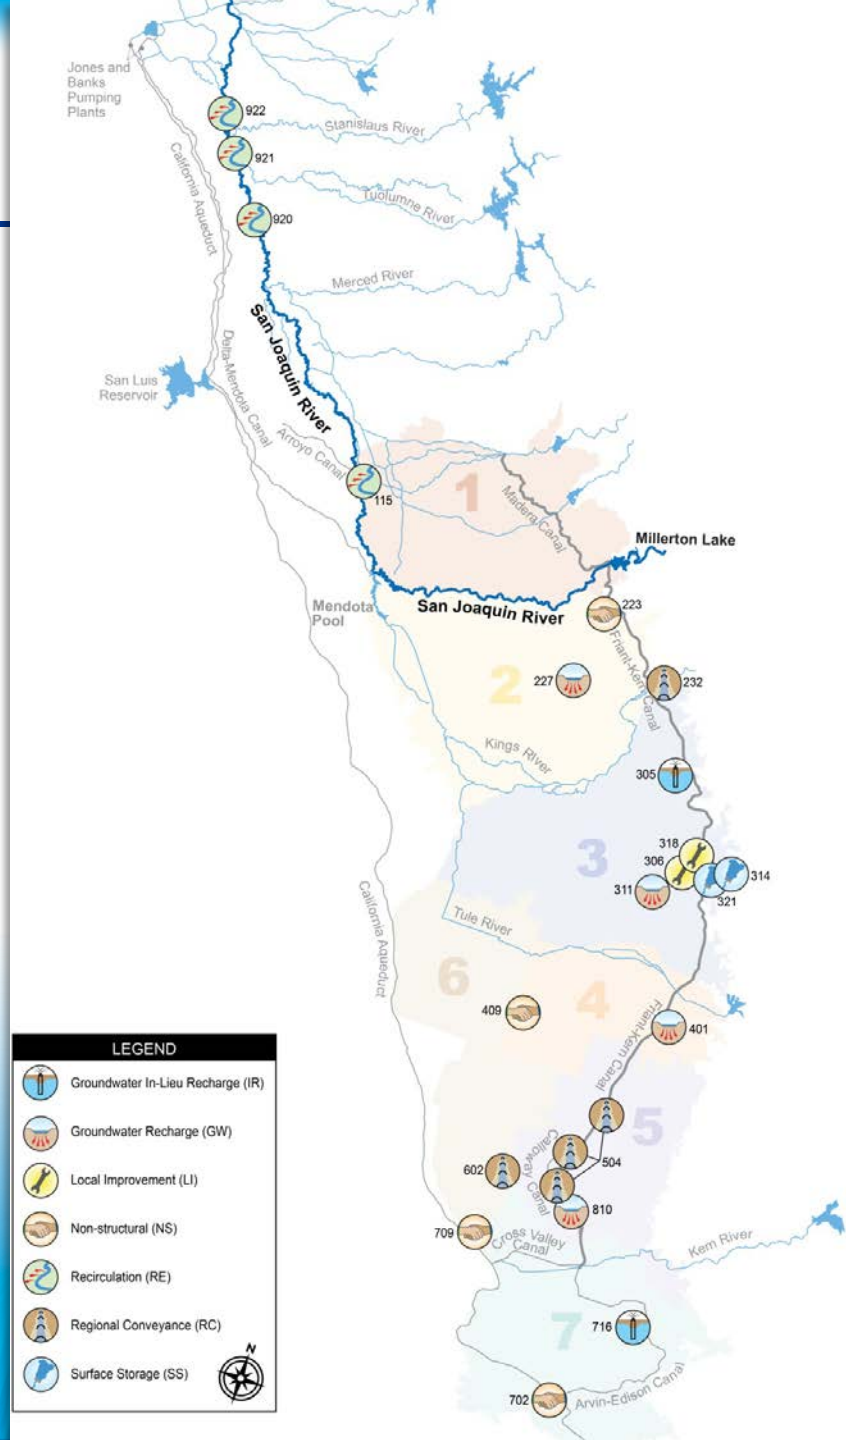 Jones and
Banks
Pumping
Plants
922
Stanislaus River
921
California Aqueduct
Tuolumne River
920
Merced River
San Joaquin River
Delta-Mendota Canal
San Luis
Reservoir
Arroyo Canal
115
1
Madera Canal
Millerton Lake
Mendota
Pool
San Joaquin River
223
Friant-Kern Canal
2
227
232
Kings River
305
3
318
306
314
311
321
California Aqueduct
Tule River
6
4
409
401
Friant-Kern Canal
5
Calloway Canal
504
602
810
709
Cross Valley
Canal
Kern River
7
716
702
Arvin-Edison Canal
LEGEND
Groundwater In-Lieu Recharge (IR)
Groundwater Recharge (GW)
Local Improvement (LI)
Non-structural (NS)
Recirculation (RE)
Regional Conveyance (RC)
Surface Storage (SS)
N